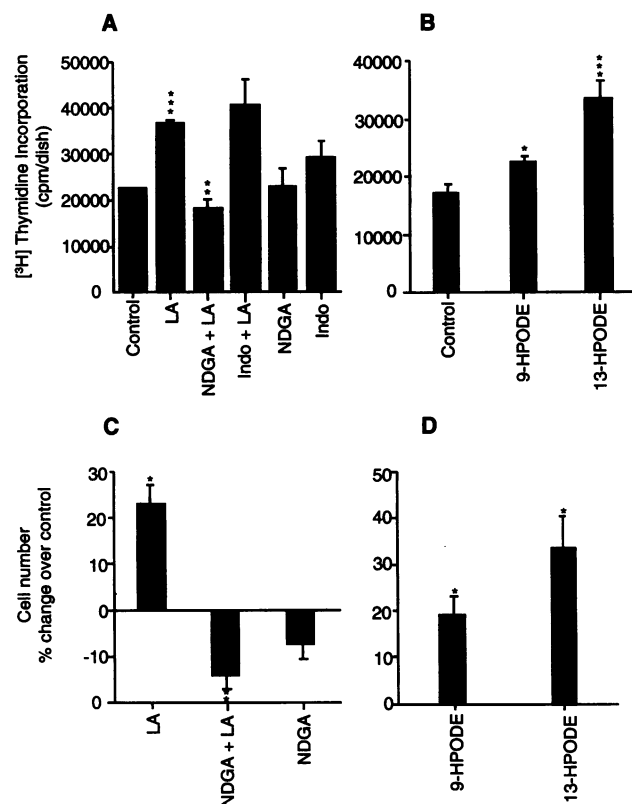 A
[³H] Thymidine Incorporation
(cpm/dish)
50000
40000
30000
20000
10000
0
***
**
Control
LA
NDGA + LA
Indo + LA
NDGA
Indo
B
40000
30000
20000
10000
0
*
***
Control
9-HPODE
13-HPODE
C
Cell number
% change over control
30
20
10
0
-10
0
*
**
LA
NDGA + LA
NDGA
D
50
40
30
20
10
0
*
*
9-HPODE
13-HPODE